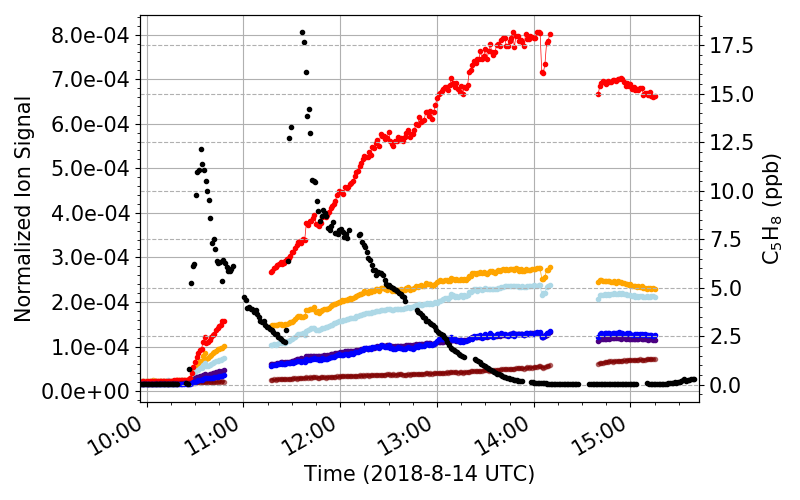 Normalized Ion Signal
8.0e-04
7.0e-04
6.0e-04
5.0e-04
4.0e-04
3.0e-04
2.0e-04
1.0e-04
0.0e+00
17.5
15.0
12.5
10.0
7.5
5.0
2.5
0.0
C₅H₈ (ppb)
10:00
11:00
12:00
13:00
14:00
15:00
Time (2018-8-14 UTC)